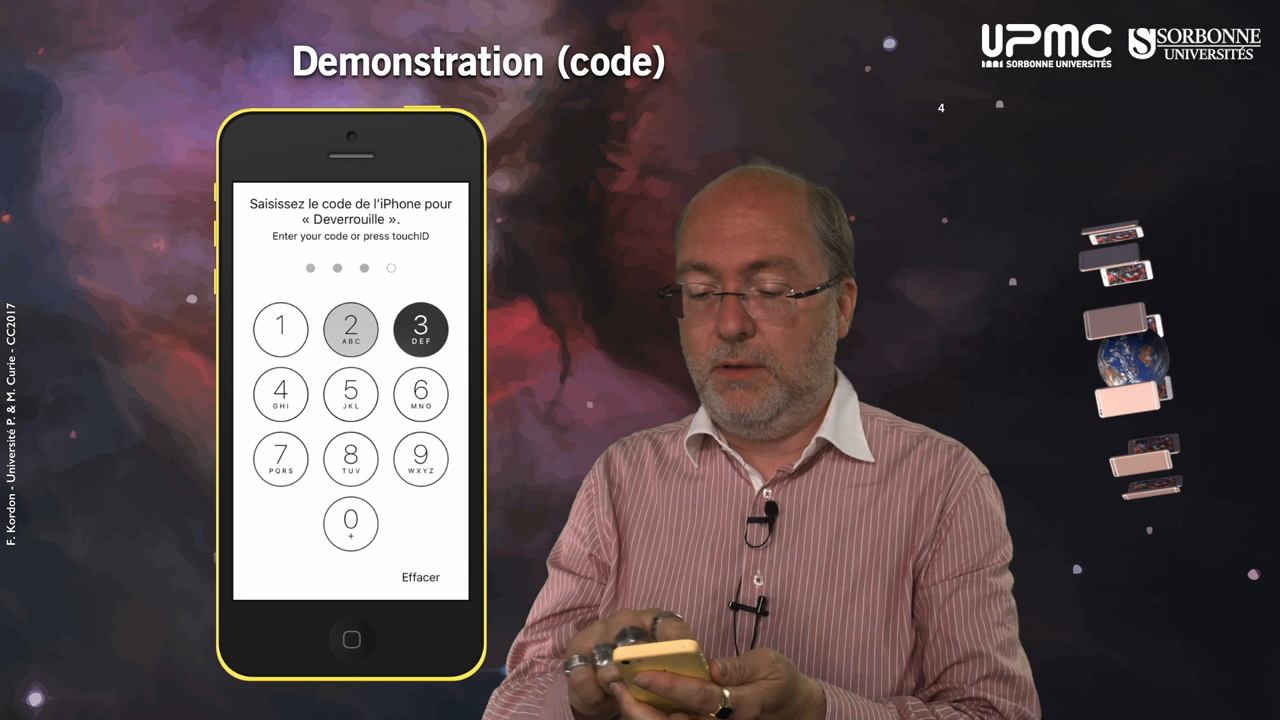 Demonstration (code)
UPMC
SORBONNE UNIVERSITÉS
SORBONNE
UNIVERSITÉS
4
Saisissez le code de l'iPhone pour
« Deverrouille ».
Enter your code or press touchID
1
2
ABC
3
DEF
4
GHI
5
JKL
6
MNO
7
PQRS
8
TUV
9
WXYZ
0
+
Effacer
F. Kordon - Université P. & M. Curie - CC2017